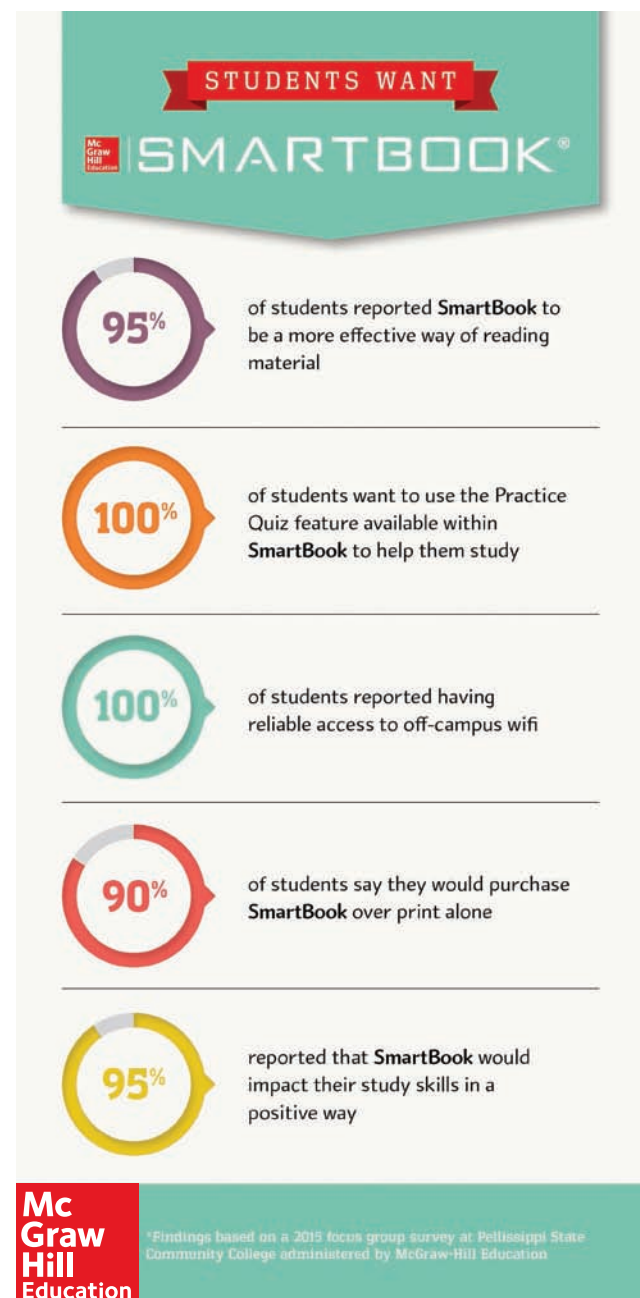 STUDENTS WANT
Mc
Graw
Hill
Education
SMARTBOOK®
95%
of students reported SmartBook to
be a more effective way of reading
material
100%
of students want to use the Practice
Quiz feature available within
SmartBook to help them study
100%
of students reported having
reliable access to off-campus wifi
90%
of students say they would purchase
SmartBook over print alone
95%
reported that SmartBook would
impact their study skills in a
positive way
Mc
Graw
Hill
Education
*Findings based on a 2015 focus group survey at Pellissippi State
Community College administered by McGraw-Hill Education